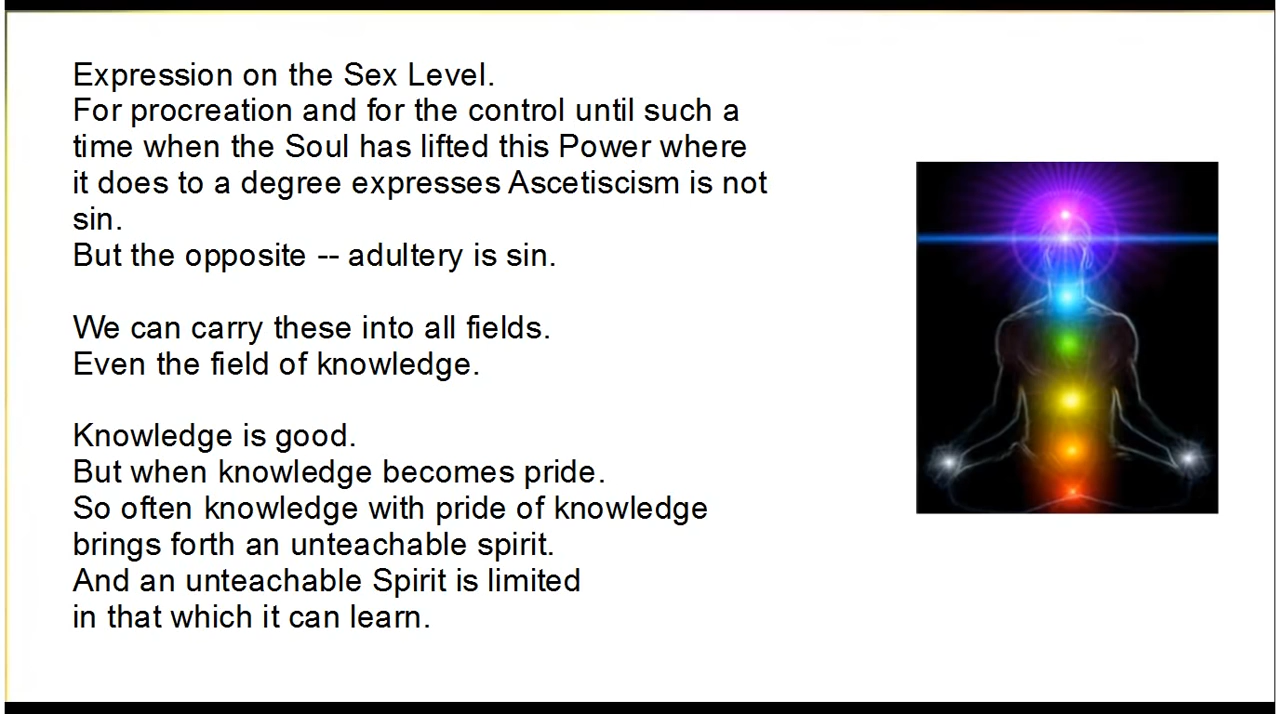 Expression on the Sex Level.
For procreation and for the control until such a
time when the Soul has lifted this Power where
it does to a degree expresses Ascetiscism is not
sin.
But the opposite -- adultery is sin.
We can carry these into all fields.
Even the field of knowledge.
Knowledge is good.
But when knowledge becomes pride.
So often knowledge with pride of knowledge
brings forth an unteachable spirit.
And an unteachable Spirit is limited
in that which it can learn.